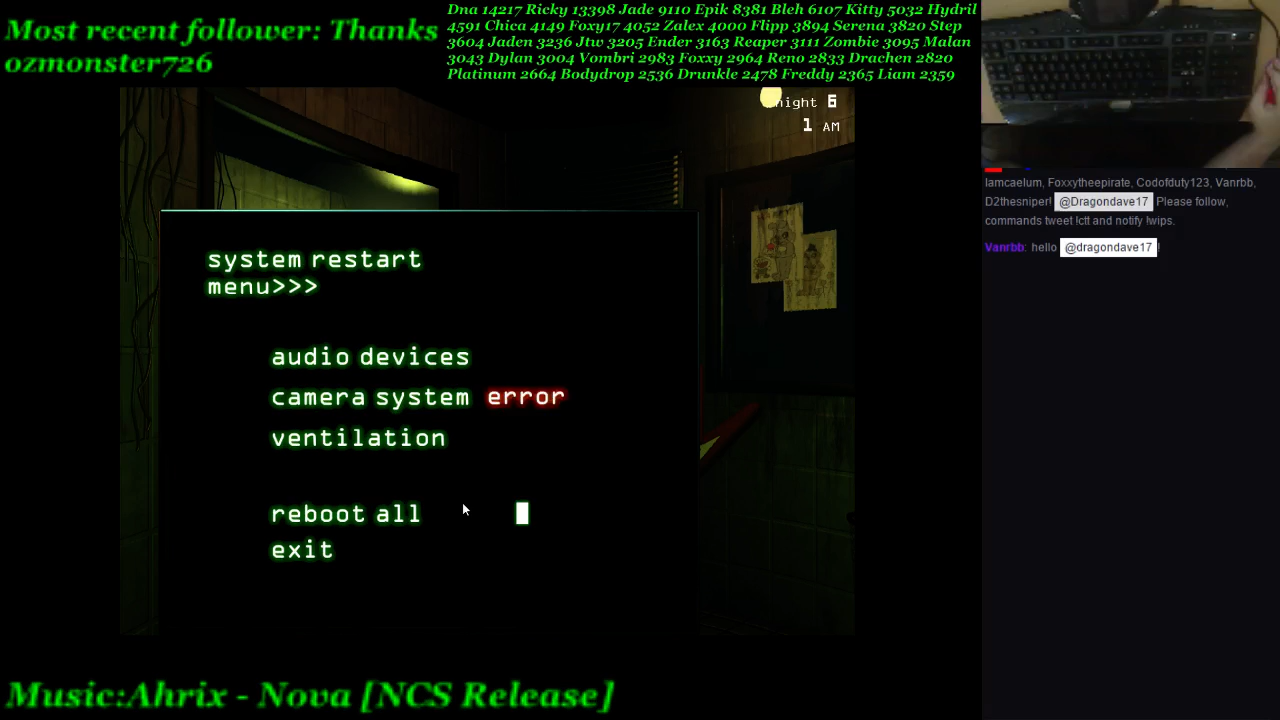 Most recent follower: Thanks
ozmonster726
Dna 14217 Ricky 13398 Jade 9110 Epik 8381 Bleh 6107 Kitty 5032 Hydril
4591 Chica 4149 Foxy17 4052 Zalex 4000 Flipp 3894 Serena 3820 Step
3604 Jaden 3236 Jtw 3205 Ender 3163 Reaper 3111 Zombie 3095 Malan
3043 Dylan 3004 Vombri 2983 Foxxy 2964 Reno 2833 Drachen 2820
Platinum 2664 Bodydrop 2536 Drunkle 2478 Freddy 2365 Liam 2359
night 6
1 AM
system restart
menu>>>
audio devices
camera system error
ventilation
reboot all
exit
Iamcaelum, Foxxytheepirate, Codofduty123, Vanrbb,
D2thesniper! @Dragondave17 Please follow,
commands tweet !ctt and notify !wips.
Vanrbb: hello @dragondave17 !
Music:Ahrix - Nova [NCS Release]